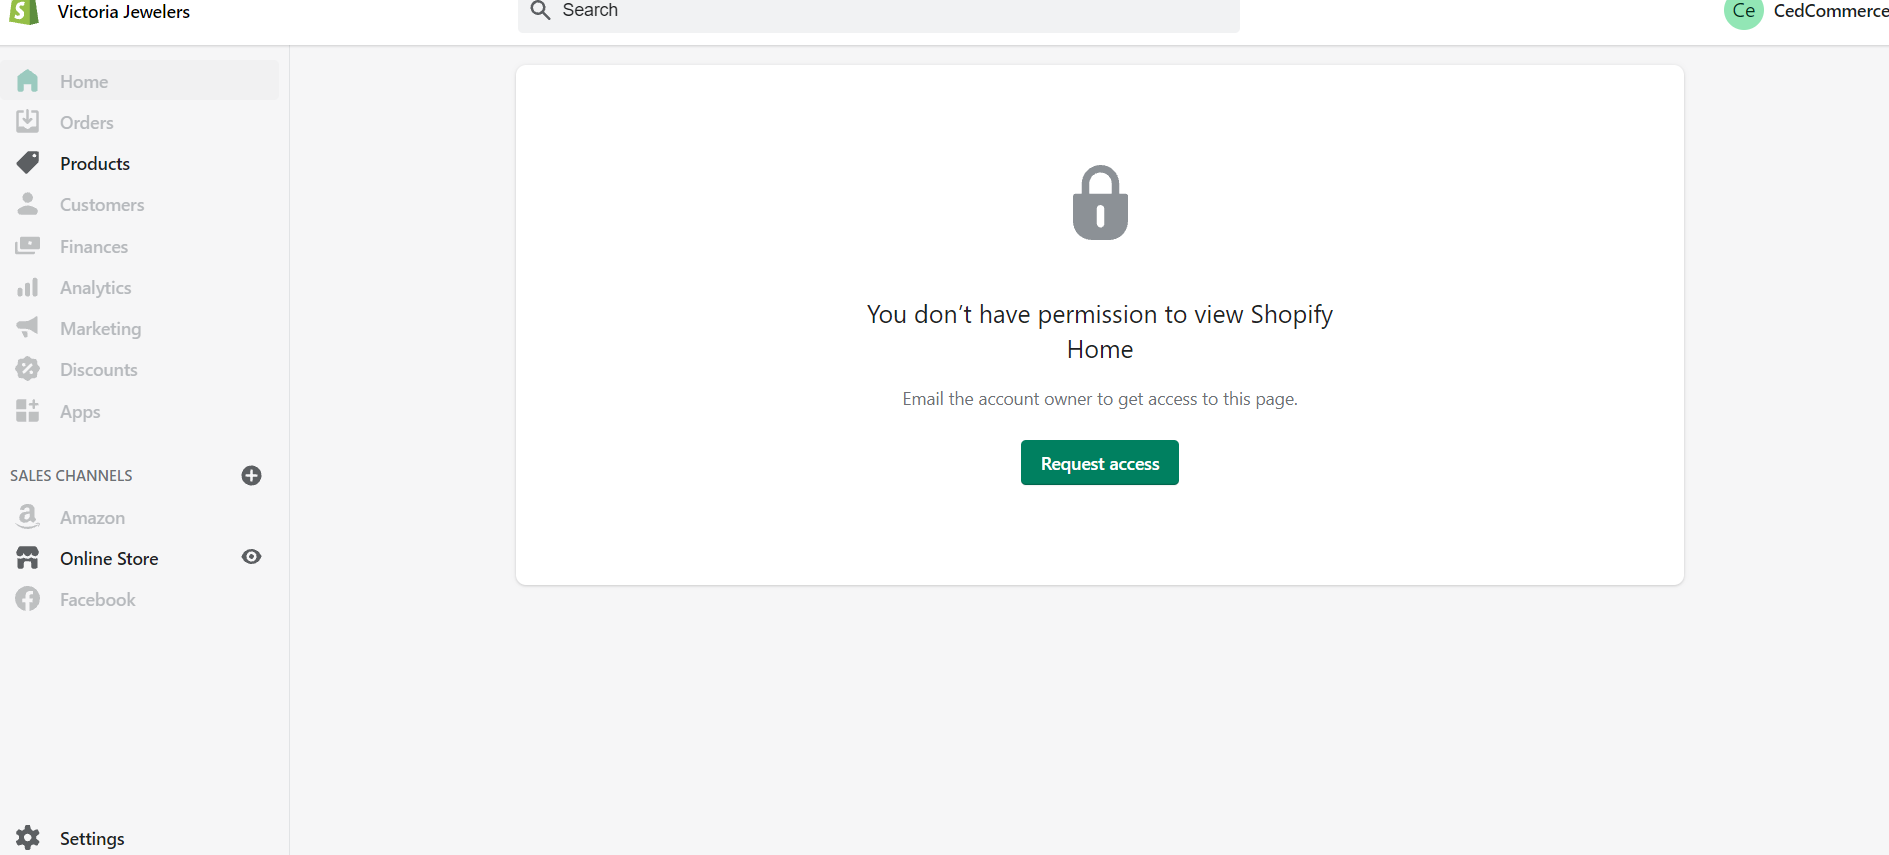 Victoria Jewelers
Search
Ce CedCommerce
Home
Orders
Products
Customers
Finances
Analytics
Marketing
Discounts
Apps
SALES CHANNELS
Amazon
Online Store
Facebook
Settings
You don’t have permission to view Shopify
Home
Email the account owner to get access to this page.
Request access